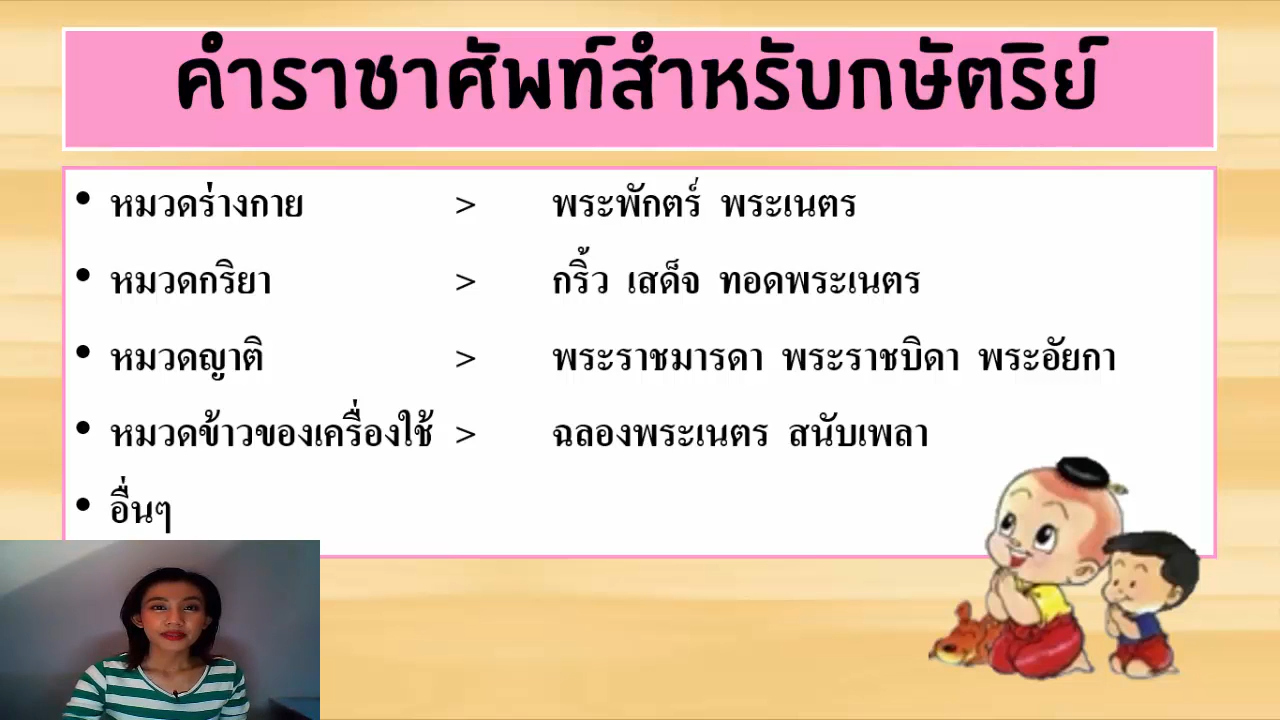 คำราชาศัพท์สำหรับกษัตริย์
• หมวดร่างกาย > พระพักตร์ พระเนตร
• หมวดกริยา > กริ้ว เสด็จ ทอดพระเนตร
• หมวดญาติ > พระราชมารดา พระราชบิดา พระอัยกา
• หมวดข้าวของเครื่องใช้ > ฉลองพระเนตร สนับเพลา
• อื่นๆ